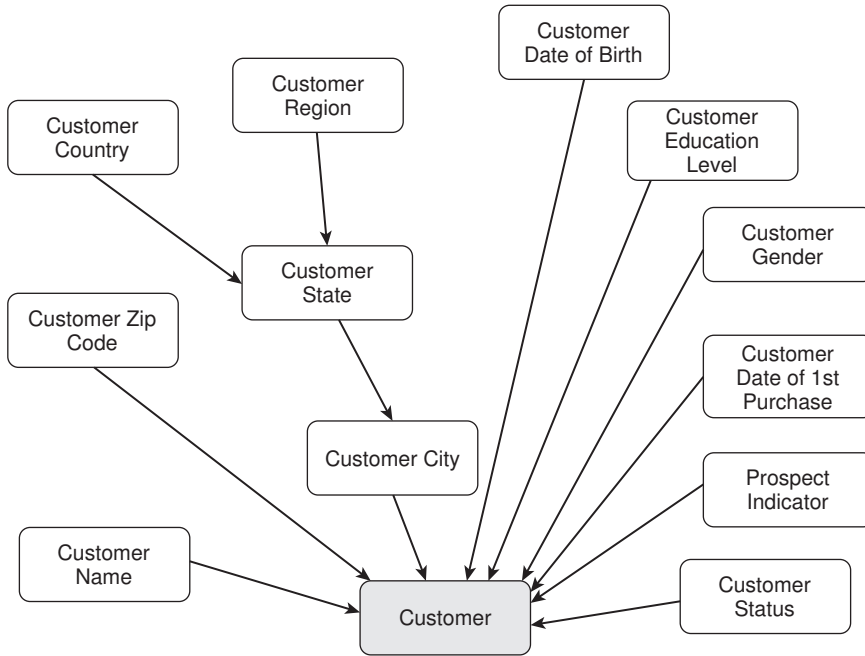 Customer
Date of Birth
Customer
Region
Customer
Country
Customer
Education
Level
Customer
Gender
Customer
State
Customer Zip
Code
Customer
Date of 1st
Purchase
Customer City
Prospect
Indicator
Customer
Name
Customer
Customer
Status